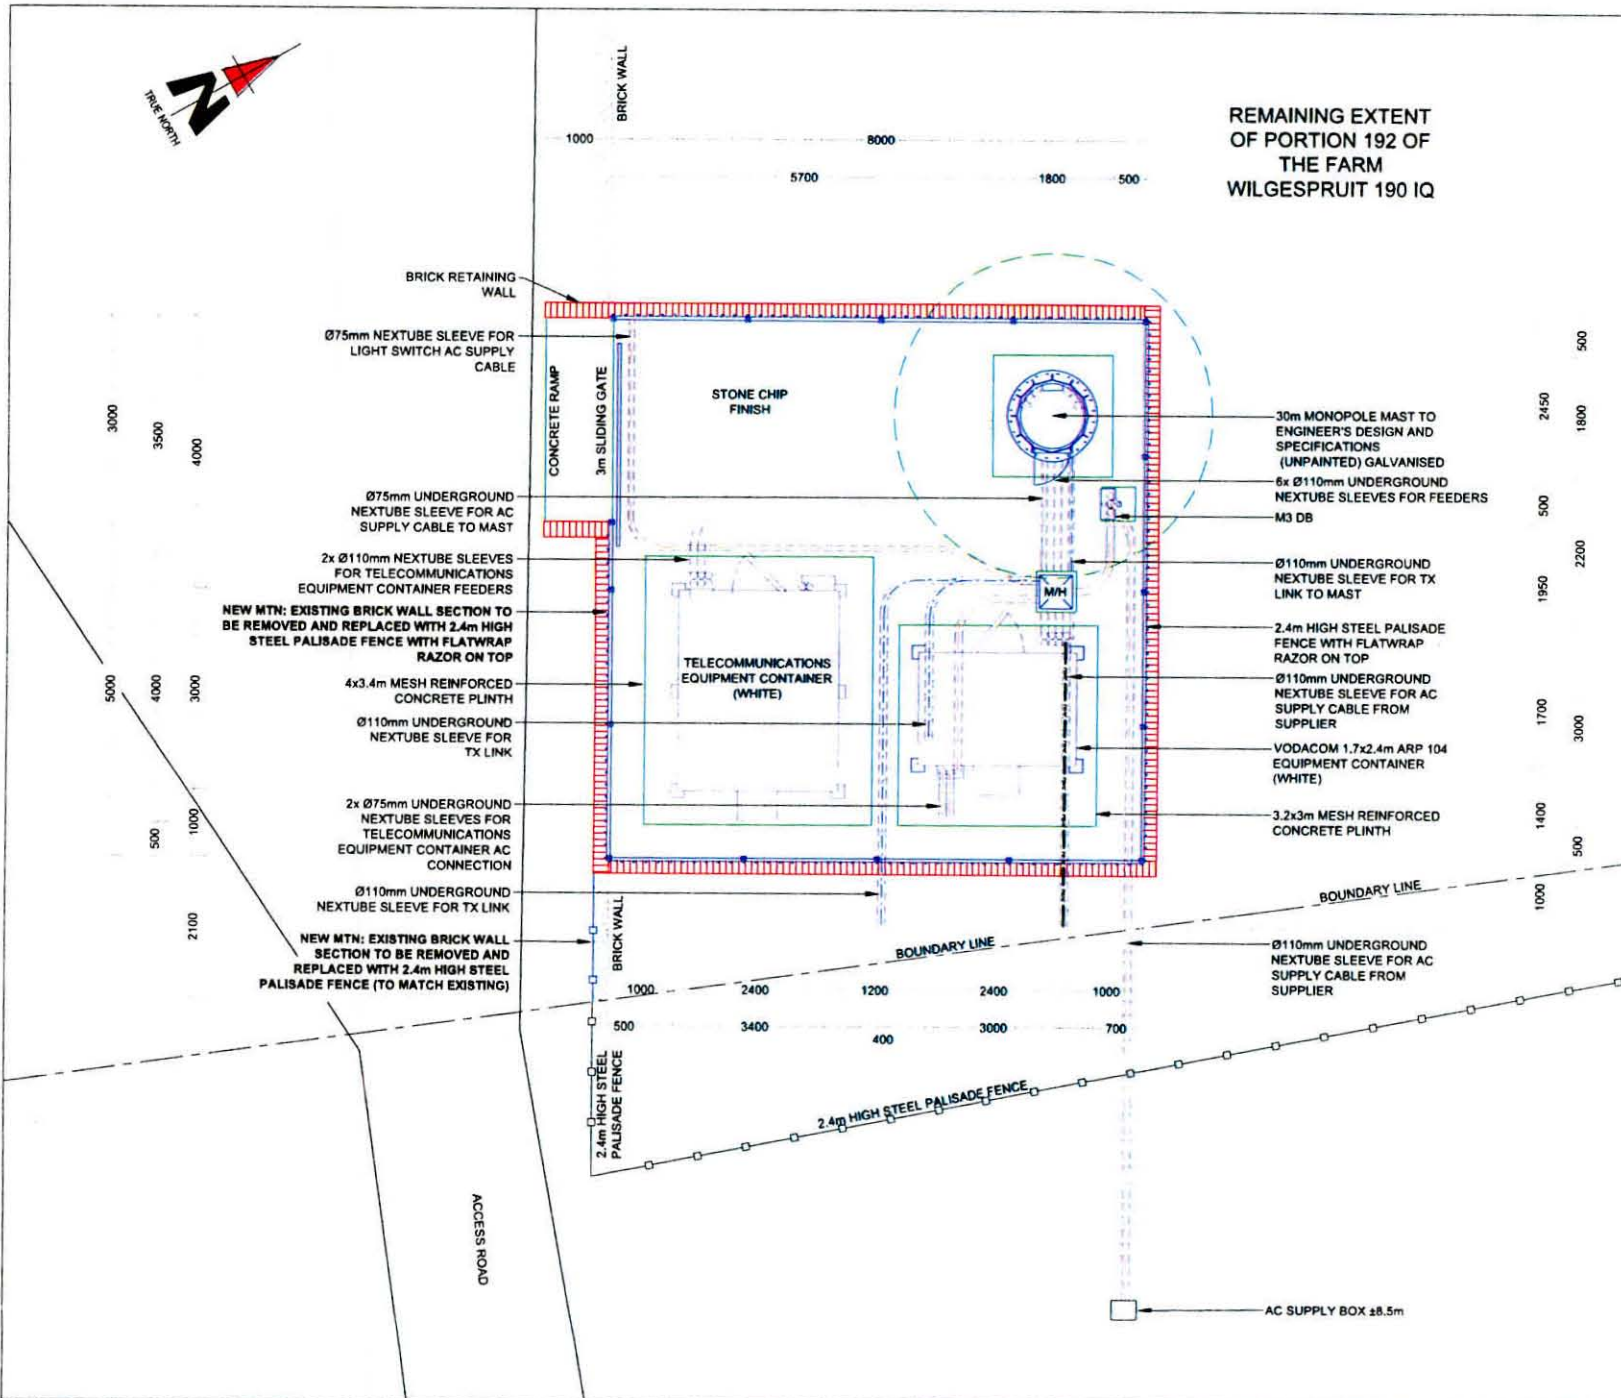 N
TRUE NORTH
BRICK WALL
1000
8000
5700
1800
500
REMAINING EXTENT
OF PORTION 192 OF
THE FARM
WILGESPRUIT 190 IQ
BRICK RETAINING
WALL
Ø75mm NEXTUBE SLEEVE FOR
LIGHT SWITCH AC SUPPLY
CABLE
CONCRETE RAMP
3m SLIDING GATE
STONE CHIP
FINISH
Ø75mm UNDERGROUND
NEXTUBE SLEEVE FOR AC
SUPPLY CABLE TO MAST
2x Ø110mm NEXTUBE SLEEVES
FOR TELECOMMUNICATIONS
EQUIPMENT CONTAINER FEEDERS
NEW MTN: EXISTING BRICK WALL SECTION TO
BE REMOVED AND REPLACED WITH 2.4m HIGH
STEEL PALISADE FENCE WITH FLATWRAP
RAZOR ON TOP
4x3.4m MESH REINFORCED
CONCRETE PLINTH
Ø110mm UNDERGROUND
NEXTUBE SLEEVE FOR
TX LINK
2x Ø75mm UNDERGROUND
NEXTUBE SLEEVES FOR
TELECOMMUNICATIONS
EQUIPMENT CONTAINER AC
CONNECTION
Ø110mm UNDERGROUND
NEXTUBE SLEEVE FOR TX LINK
NEW MTN: EXISTING BRICK WALL
SECTION TO BE REMOVED AND
REPLACED WITH 2.4m HIGH STEEL
PALISADE FENCE (TO MATCH EXISTING)
3000
3500
4000
5000
4000
3000
500
1000
2100
TELECOMMUNICATIONS
EQUIPMENT CONTAINER
(WHITE)
M/H
30m MONOPOLE MAST TO
ENGINEER'S DESIGN AND
SPECIFICATIONS
(UNPAINTED) GALVANISED
6x Ø110mm UNDERGROUND
NEXTUBE SLEEVES FOR FEEDERS
M3 DB
Ø110mm UNDERGROUND
NEXTUBE SLEEVE FOR TX
LINK TO MAST
2.4m HIGH STEEL PALISADE
FENCE WITH FLATWRAP
RAZOR ON TOP
Ø110mm UNDERGROUND
NEXTUBE SLEEVE FOR AC
SUPPLY CABLE FROM
SUPPLIER
VODACOM 1.7x2.4m ARP 104
EQUIPMENT CONTAINER
(WHITE)
3.2x3m MESH REINFORCED
CONCRETE PLINTH
500
2450
1800
500
2200
1950
1700
3000
1400
500
1000
BOUNDARY LINE
BOUNDARY LINE
Ø110mm UNDERGROUND
NEXTUBE SLEEVE FOR AC
SUPPLY CABLE FROM
SUPPLIER
BRICK WALL
1000
2400
1200
2400
1000
500
3400
400
3000
700
2.4m HIGH STEEL
PALISADE FENCE
2.4m HIGH STEEL PALISADE FENCE
ACCESS ROAD
AC SUPPLY BOX ±8.5m